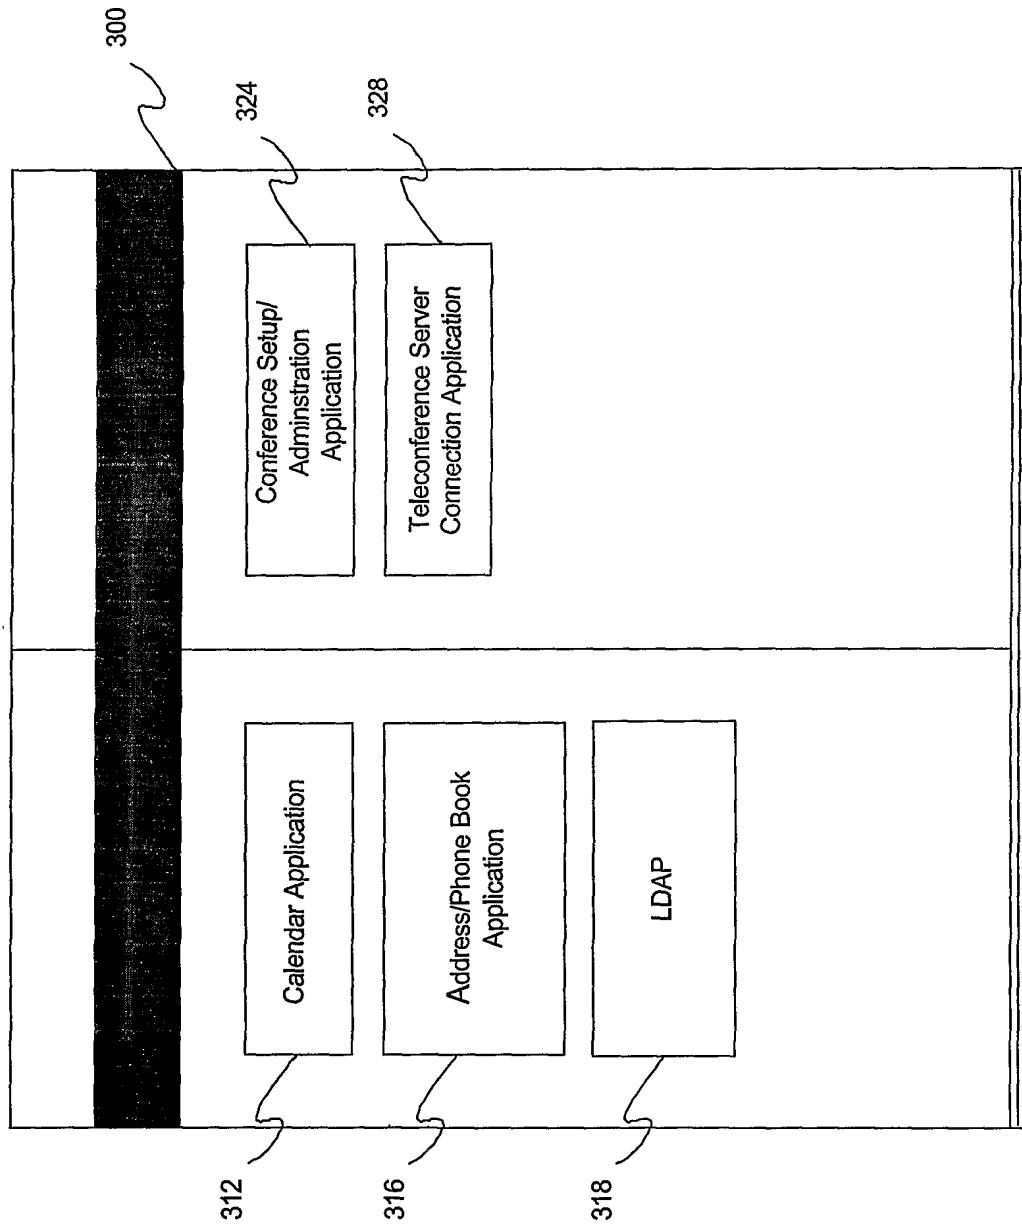 300
312
Calendar Application
316
Address/Phone Book
Application
318
LDAP
324
Conference Setup/
Adminstration
Application
328
Teleconference Server
Connection Application